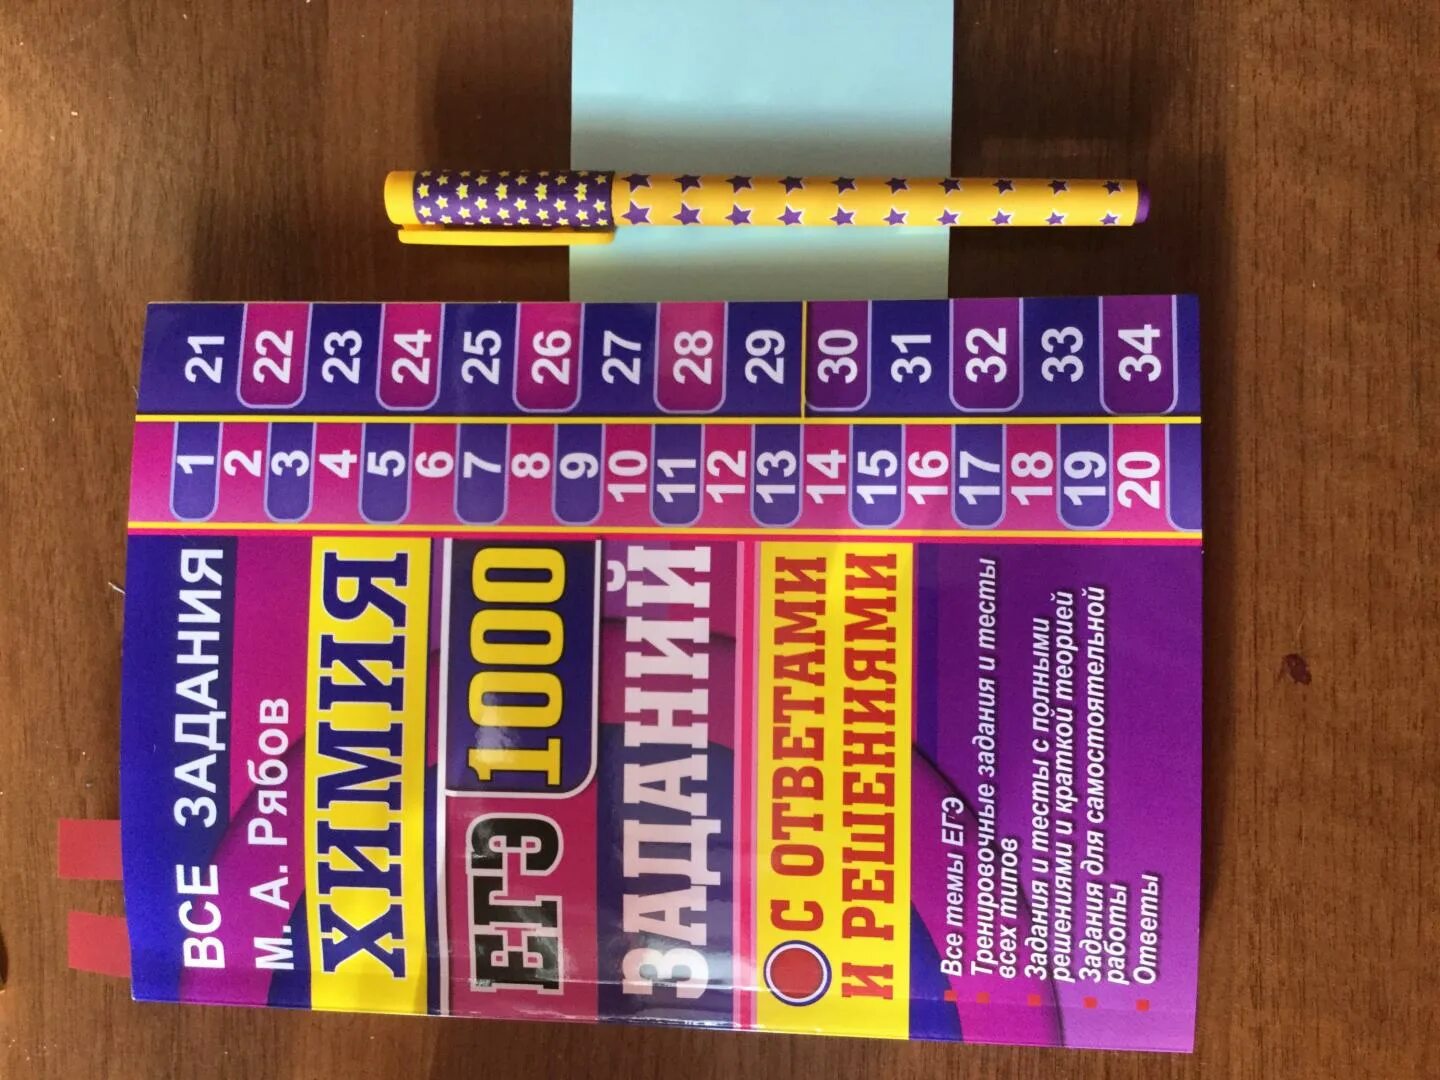 ВСЕ ЗАДАНИЯ
М. А. Рябов
ХИМИЯ
ЕГЭ 1000
ЗАДАНИЙ
С ОТВЕТАМИ
И РЕШЕНИЯМИ
Все темы ЕГЭ
Тренировочные задания и тесты
всех типов
Задания и тесты с полными
решениями и краткой теорией
Задания для самостоятельной
работы
Ответы
1
2
3
4
5
6
7
8
9
10
11
12
13
14
15
16
17
18
19
20
21
22
23
24
25
26
27
28
29
30
31
32
33
34